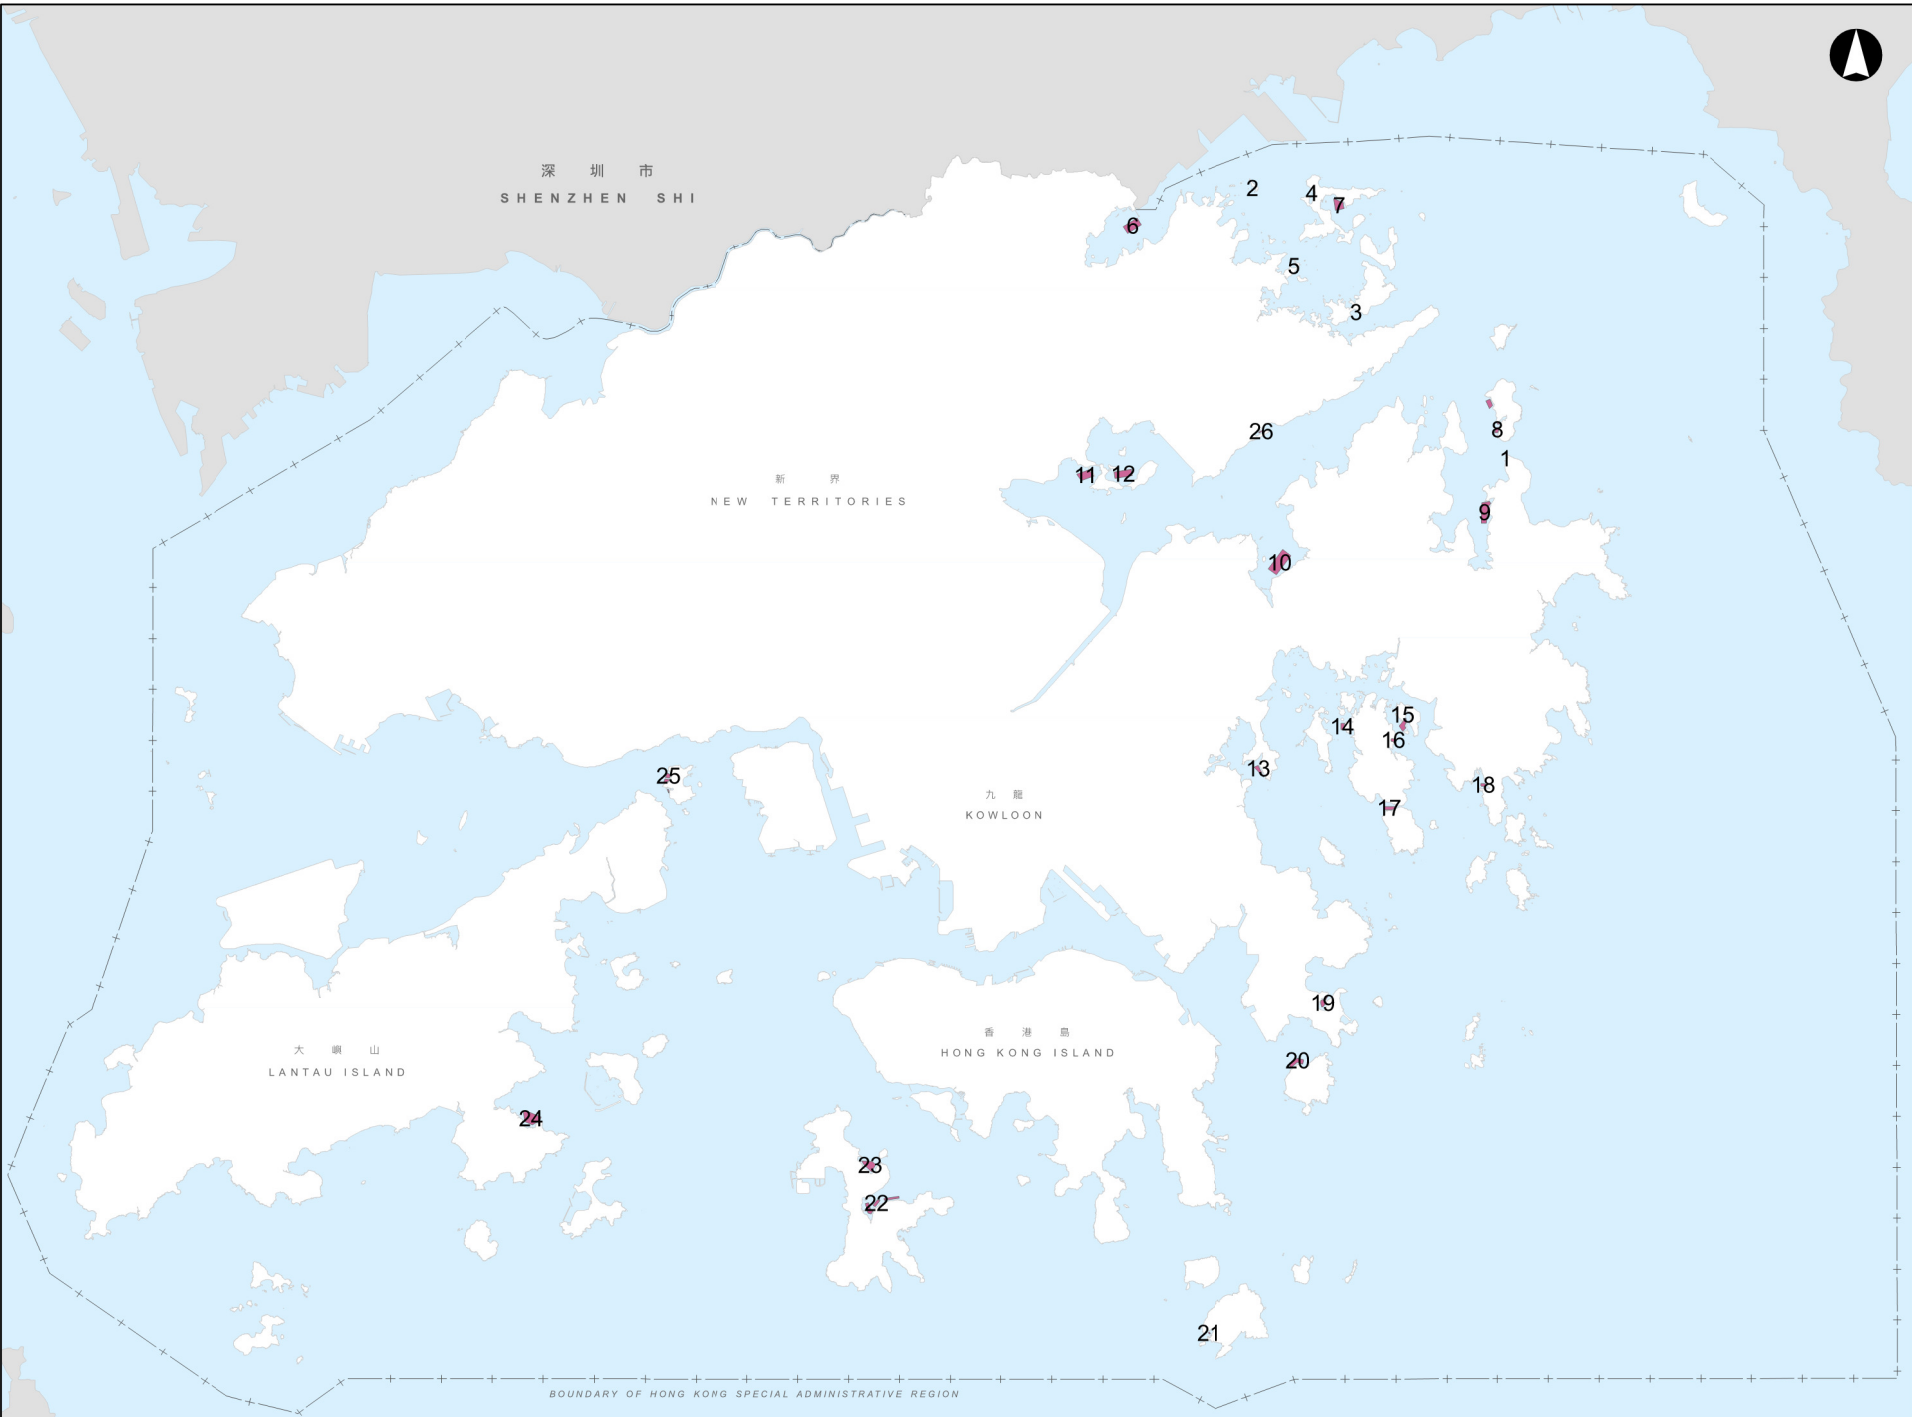 深 圳 市
SHENZHEN SHI
2
4
7
6
5
3
8
26
1
新 界
NEW TERRITORIES
11
12
9
10
15
14
16
13
25
18
九 龍
KOWLOON
17
19
香 港 島
HONG KONG ISLAND
大 嶼 山
LANTAU ISLAND
20
24
23
22
21
BOUNDARY OF HONG KONG SPECIAL ADMINISTRATIVE REGION